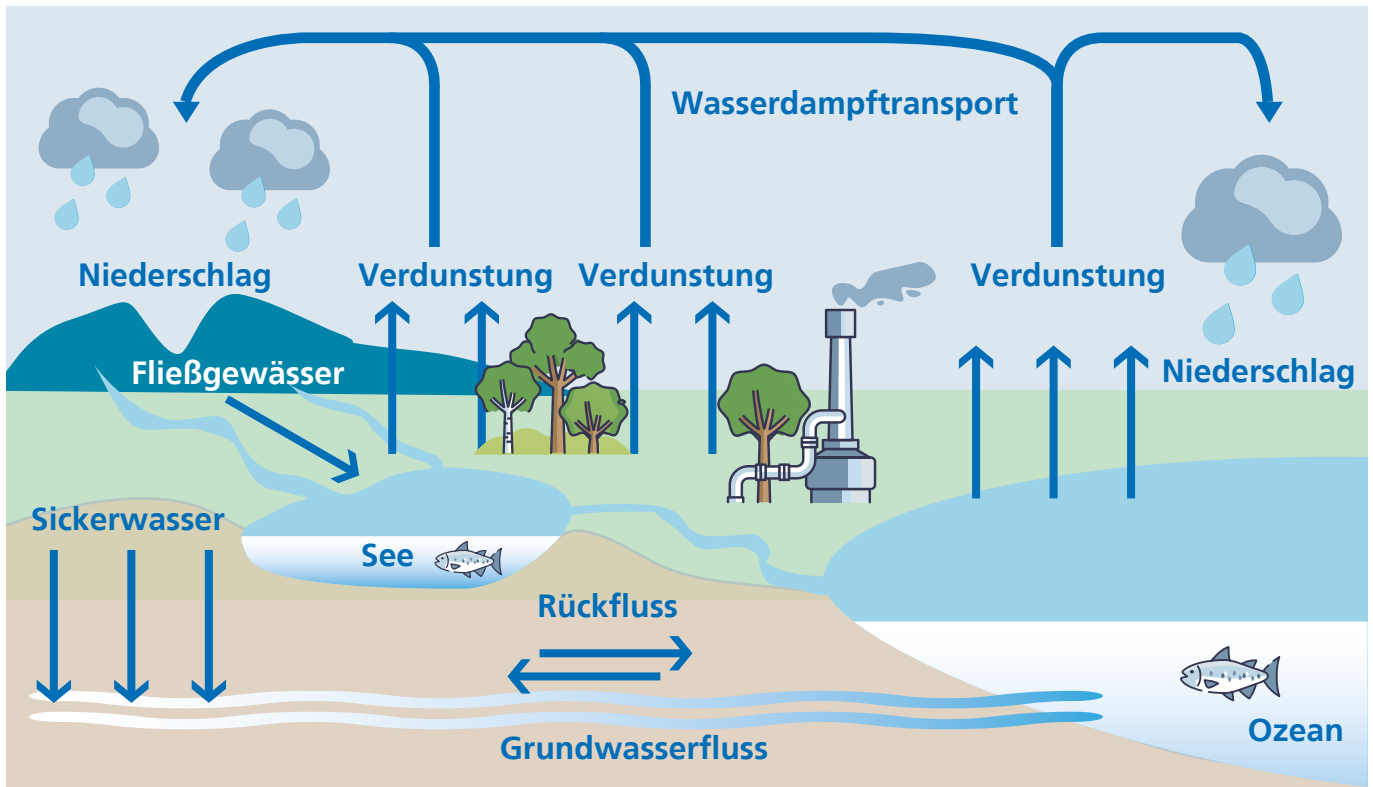 Wasserdampftransport
Niederschlag
Verdunstung
Verdunstung
Verdunstung
Niederschlag
Fließgewässer
Sickerwasser
See
Rückfluss
Grundwasserfluss
Ozean